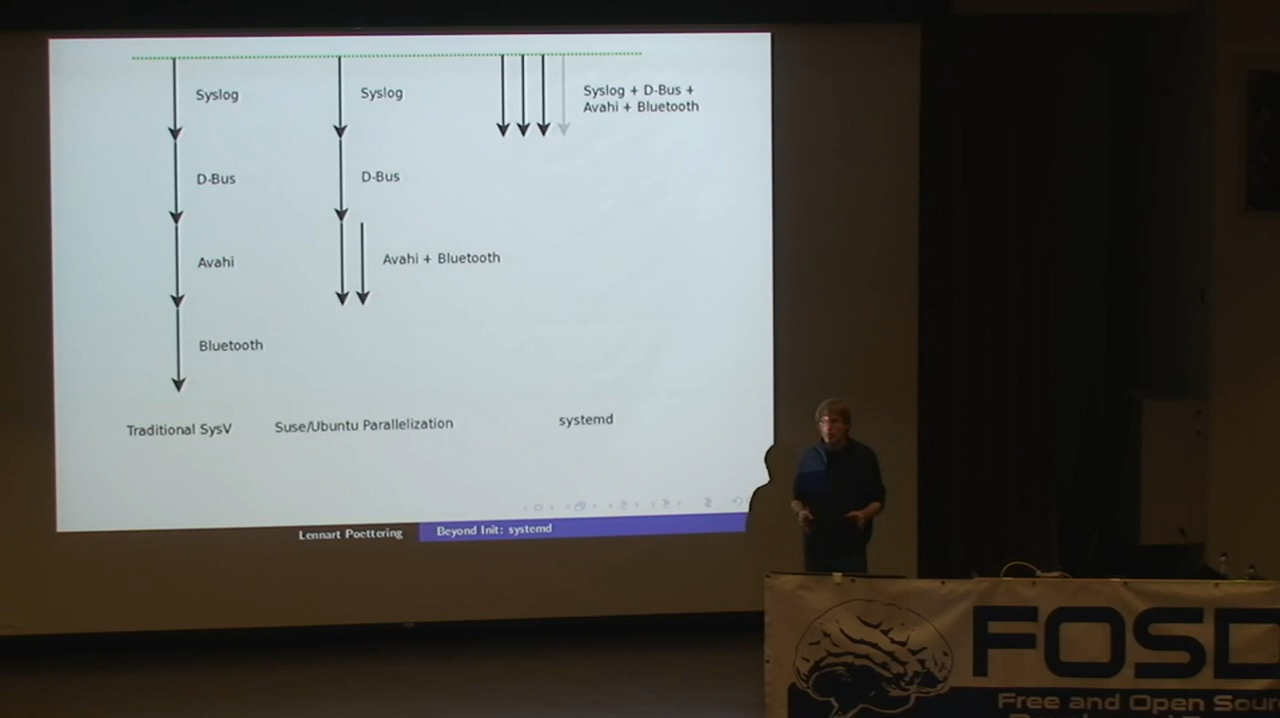 Syslog
D-Bus
Avahi
Bluetooth
Traditional SysV
Syslog
D-Bus
Avahi + Bluetooth
Suse/Ubuntu Parallelization
Syslog + D-Bus +
Avahi + Bluetooth
systemd
Lennart Poettering
Beyond Init: systemd
FOSD
Free and Open Sour